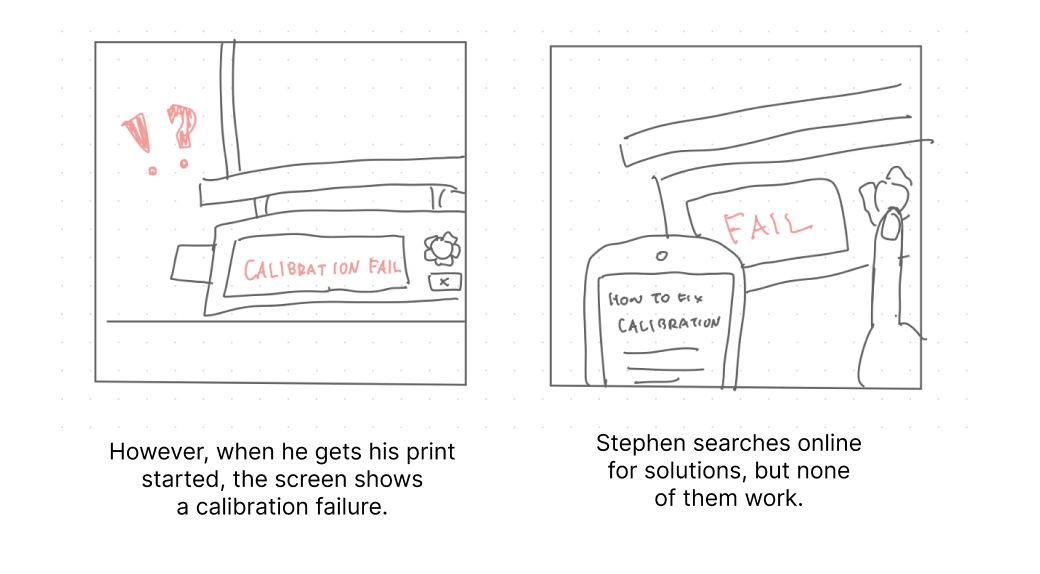 ! ?
CALIBRATION FAIL
X
However, when he gets his print
started, the screen shows
a calibration failure.
FAIL
HOW TO FIX
CALIBRATION
Stephen searches online
for solutions, but none
of them work.